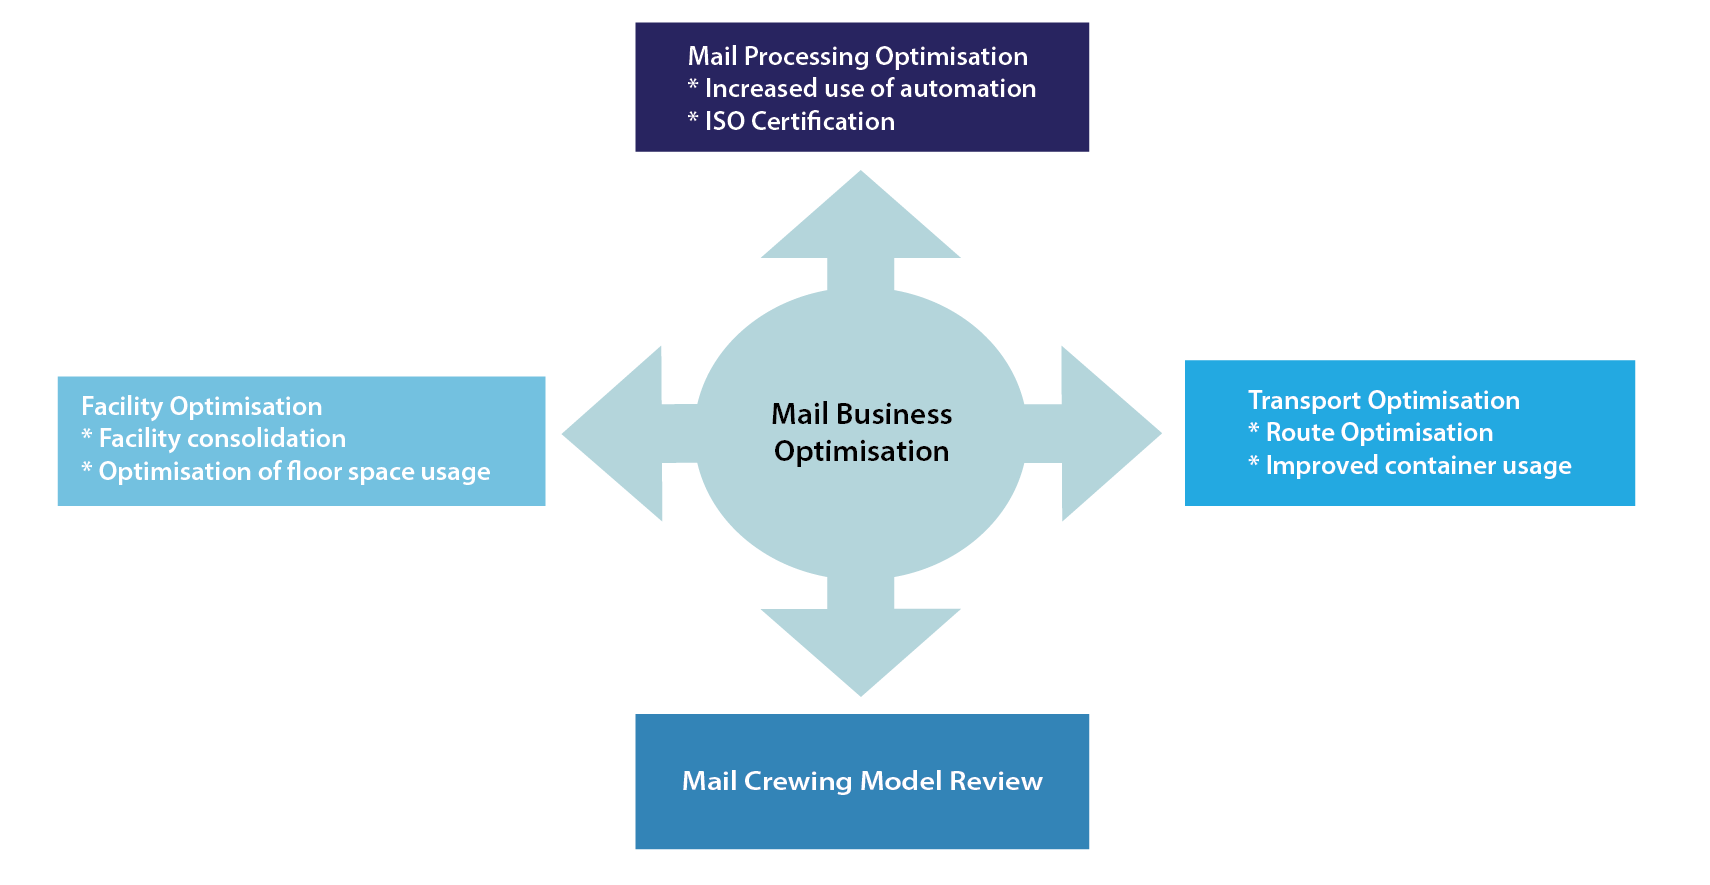 Mail Processing Optimisation
* Increased use of automation
* ISO Certification
Facility Optimisation
* Facility consolidation
* Optimisation of floor space usage
Mail Business
Optimisation
Transport Optimisation
* Route Optimisation
* Improved container usage
Mail Crewing Model Review